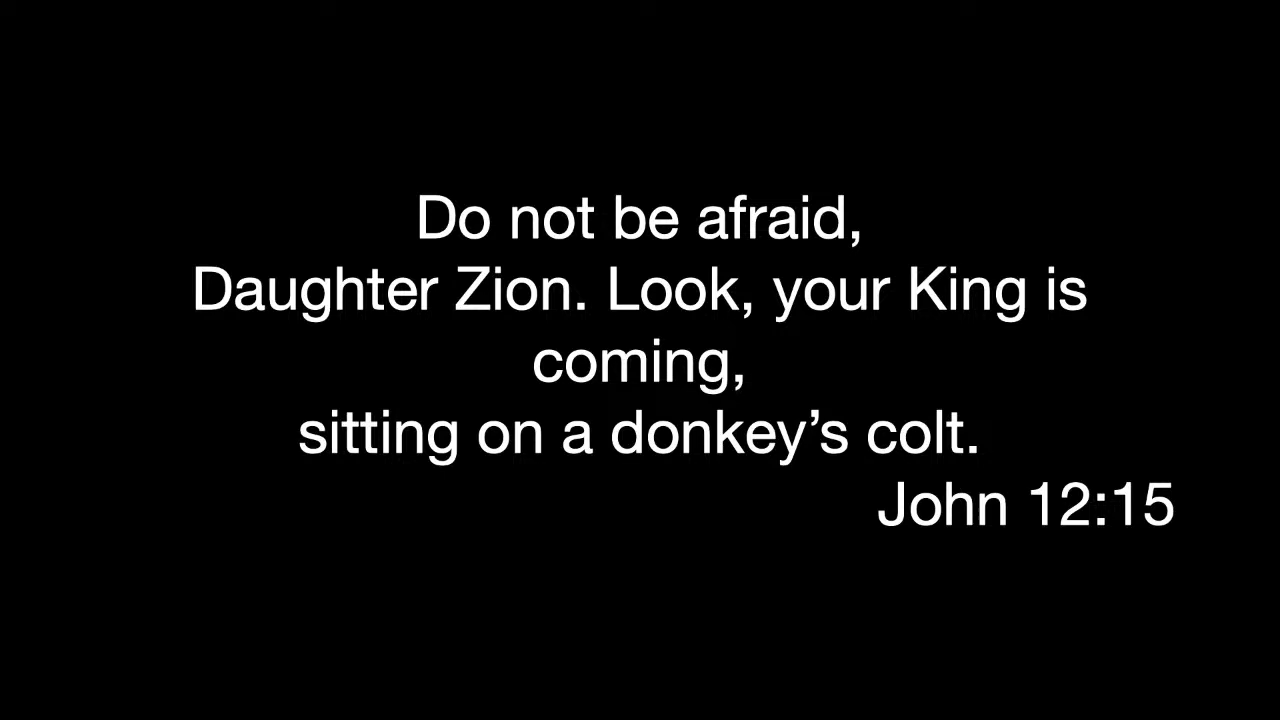 Do not be afraid,
Daughter Zion. Look, your King is
coming,
sitting on a donkey’s colt.
John 12:15